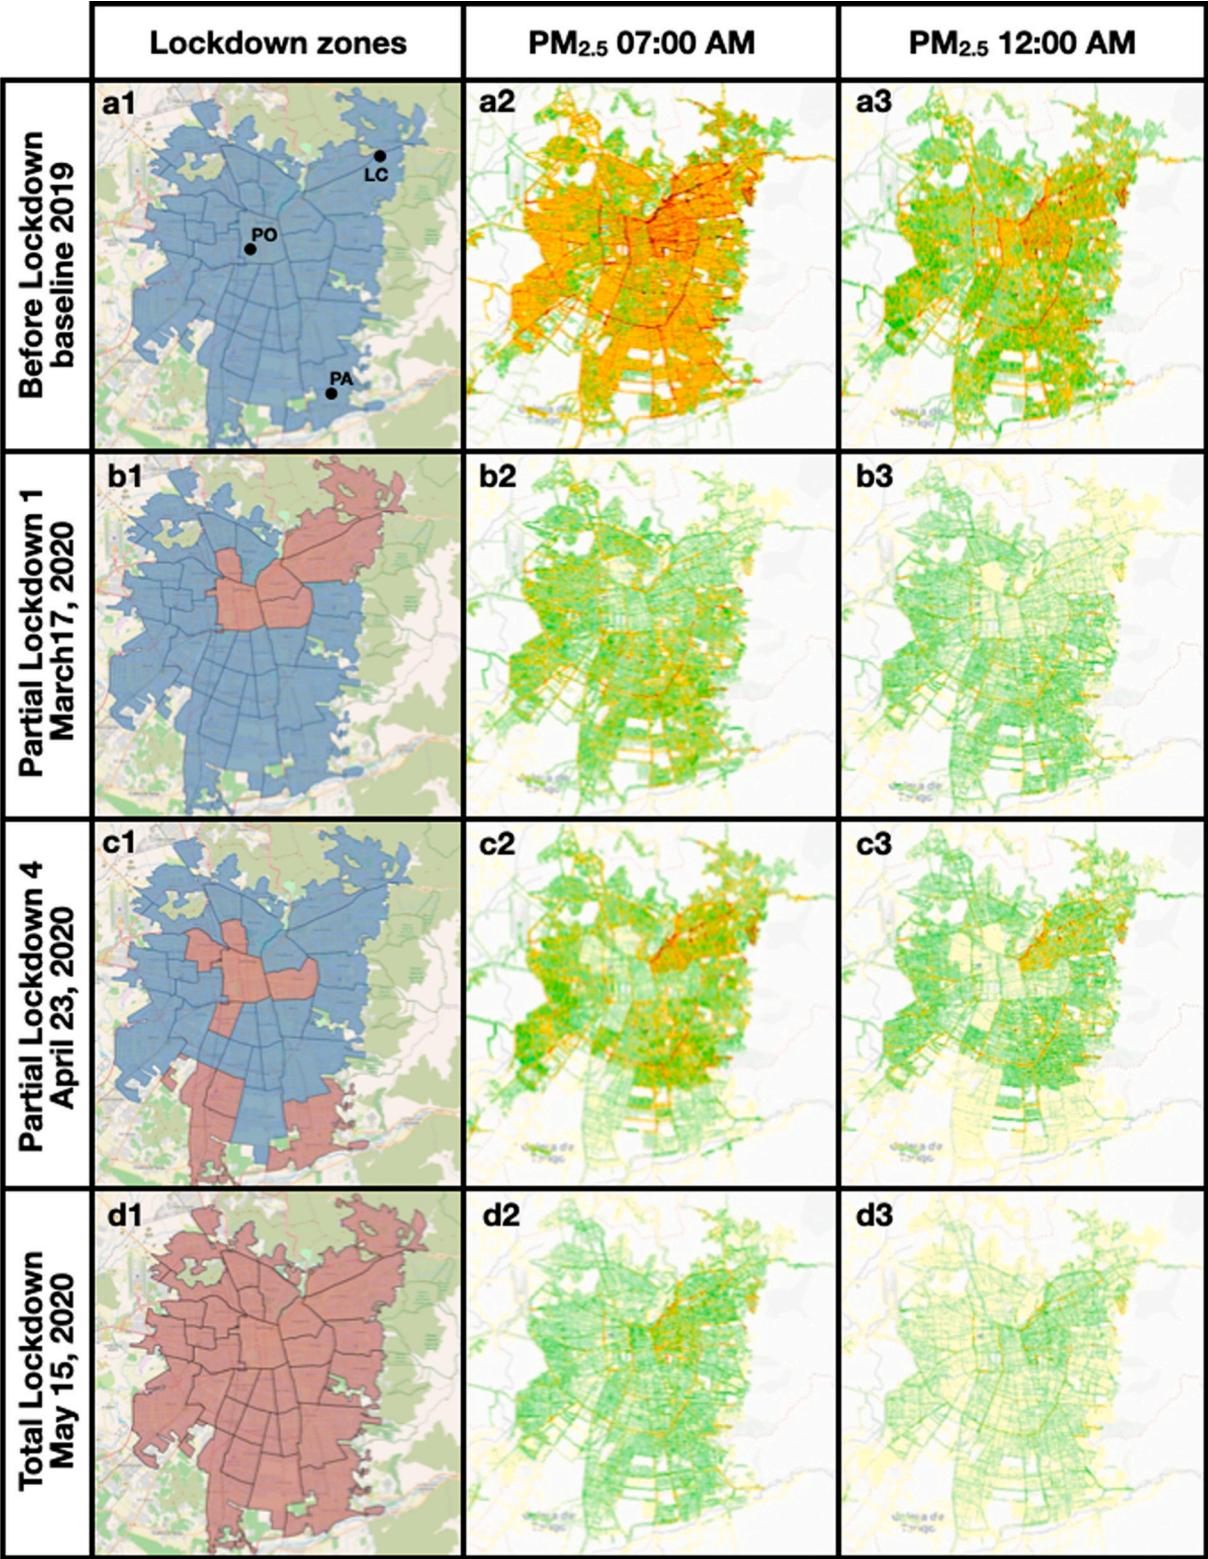 Lockdown zones
PM2.5 07:00 AM
PM2.5 12:00 AM
Before Lockdown
baseline 2019
a1
LC
PO
PA
a2
a3
Partial Lockdown 1
March17, 2020
b1
b2
b3
Partial Lockdown 4
April 23, 2020
c1
c2
c3
Total Lockdown
May 15, 2020
d1
d2
d3